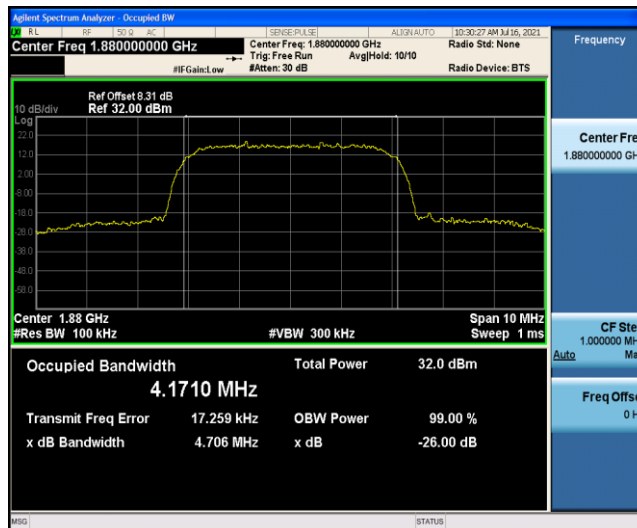 Agilent Spectrum Analyzer - Occupied BW
RL RF 50 Ω AC SENSE:PULSE ALIGN AUTO 10:30:27 AM Jul 16, 2021
Center Freq 1.880000000 GHz Center Freq: 1.880000000 GHz Radio Std: None Frequency
Trig: Free Run Avg|Hold: 10/10
#IFGain:Low #Atten: 30 dB Radio Device: BTS
Ref Offset 8.31 dB
10 dB/div Ref 32.00 dBm
Log
22.0
12.0
2.00
-8.00
-18.0
-28.0
-38.0
-48.0
-58.0
Center Fre
1.880000000 GH
Center 1.88 GHz Span 10 MHz
#Res BW 100 kHz #VBW 300 kHz Sweep 1 ms
CF Ste
1.000000 MH
Auto Ma
Occupied Bandwidth Total Power 32.0 dBm
4.1710 MHz
Freq Offse
0 H
Transmit Freq Error 17.259 kHz OBW Power 99.00 %
x dB Bandwidth 4.706 MHz x dB -26.00 dB
MSG STATUS